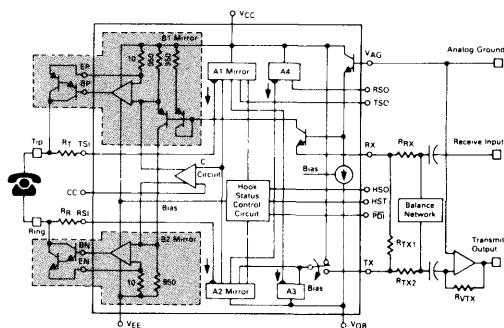 VCC
B1 Mirror
EP
BP
10
950
950
A1 Mirror
A4
VAG
Analog Ground
RSO
TSO
Tip
RT
TSI
RX
RRX
Receive Input
C
Circuit
CC
Bias
Bias
Hook
Status
Control
Circuit
HSO
HST
PDI
Balance
Network
RTX1
Ring
RR
RSI
BN
EN
B2 Mirror
10
950
A2 Mirror
A3
Bias
TX
RTX2
RVTX
Transmit
Output
VEE
VQB